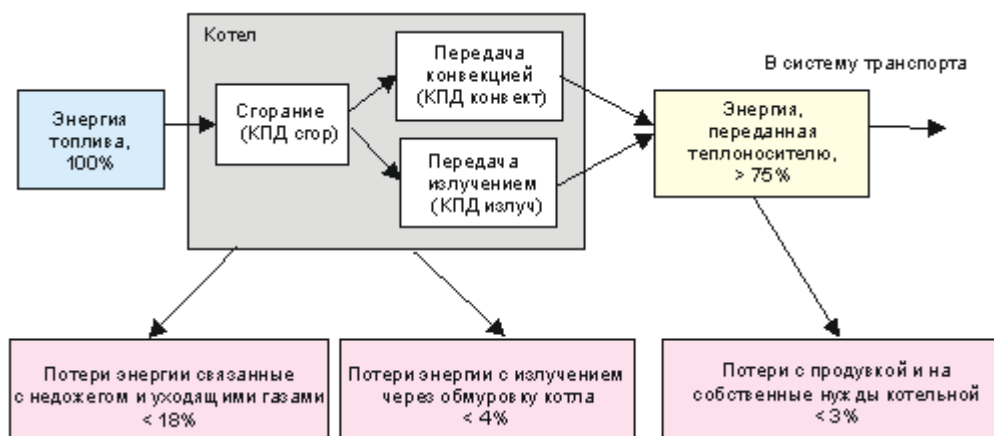 Котел
Передача
конвекцией
(КПД конвект)
В систему транспорта
Энергия
топлива,
100%
Сгорание
(КПД сгор)
Передача
излучением
(КПД излуч)
Энергия,
переданная
теплоносителю,
> 75%
Потери энергии связанные
с недожегом и уходящими газами
< 18%
Потери энергии с излучением
через обмуровку котла
< 4%
Потери с продувкой и на
собственные нужды котельной
< 3%